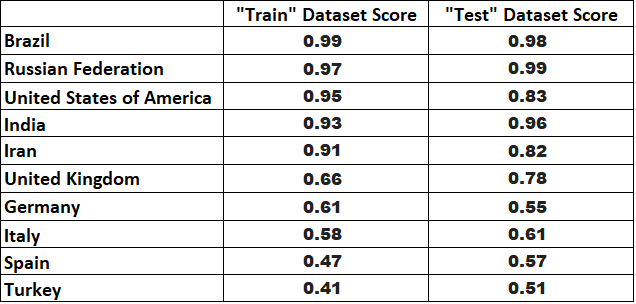 "Train" Dataset Score "Test" Dataset Score
Brazil 0.99 0.98
Russian Federation 0.97 0.99
United States of America 0.95 0.83
India 0.93 0.96
Iran 0.91 0.82
United Kingdom 0.66 0.78
Germany 0.61 0.55
Italy 0.58 0.61
Spain 0.47 0.57
Turkey 0.41 0.51